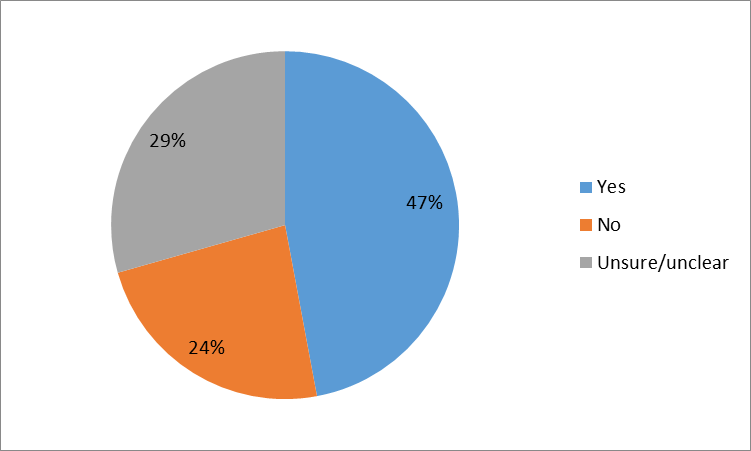 29%
47%
24%
Yes
No
Unsure/unclear